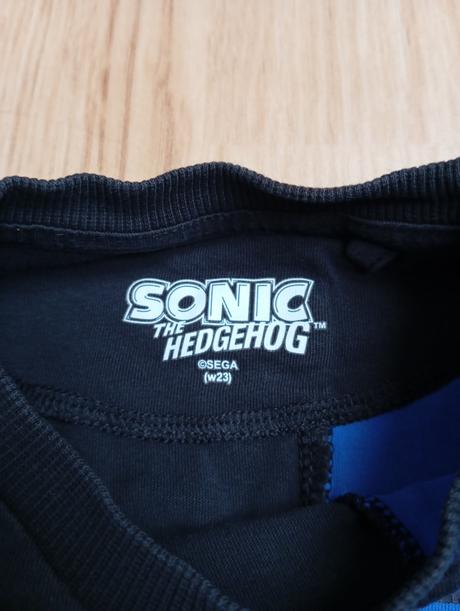 SONIC
THE
HEDGEHOG™
©SEGA
(w23)